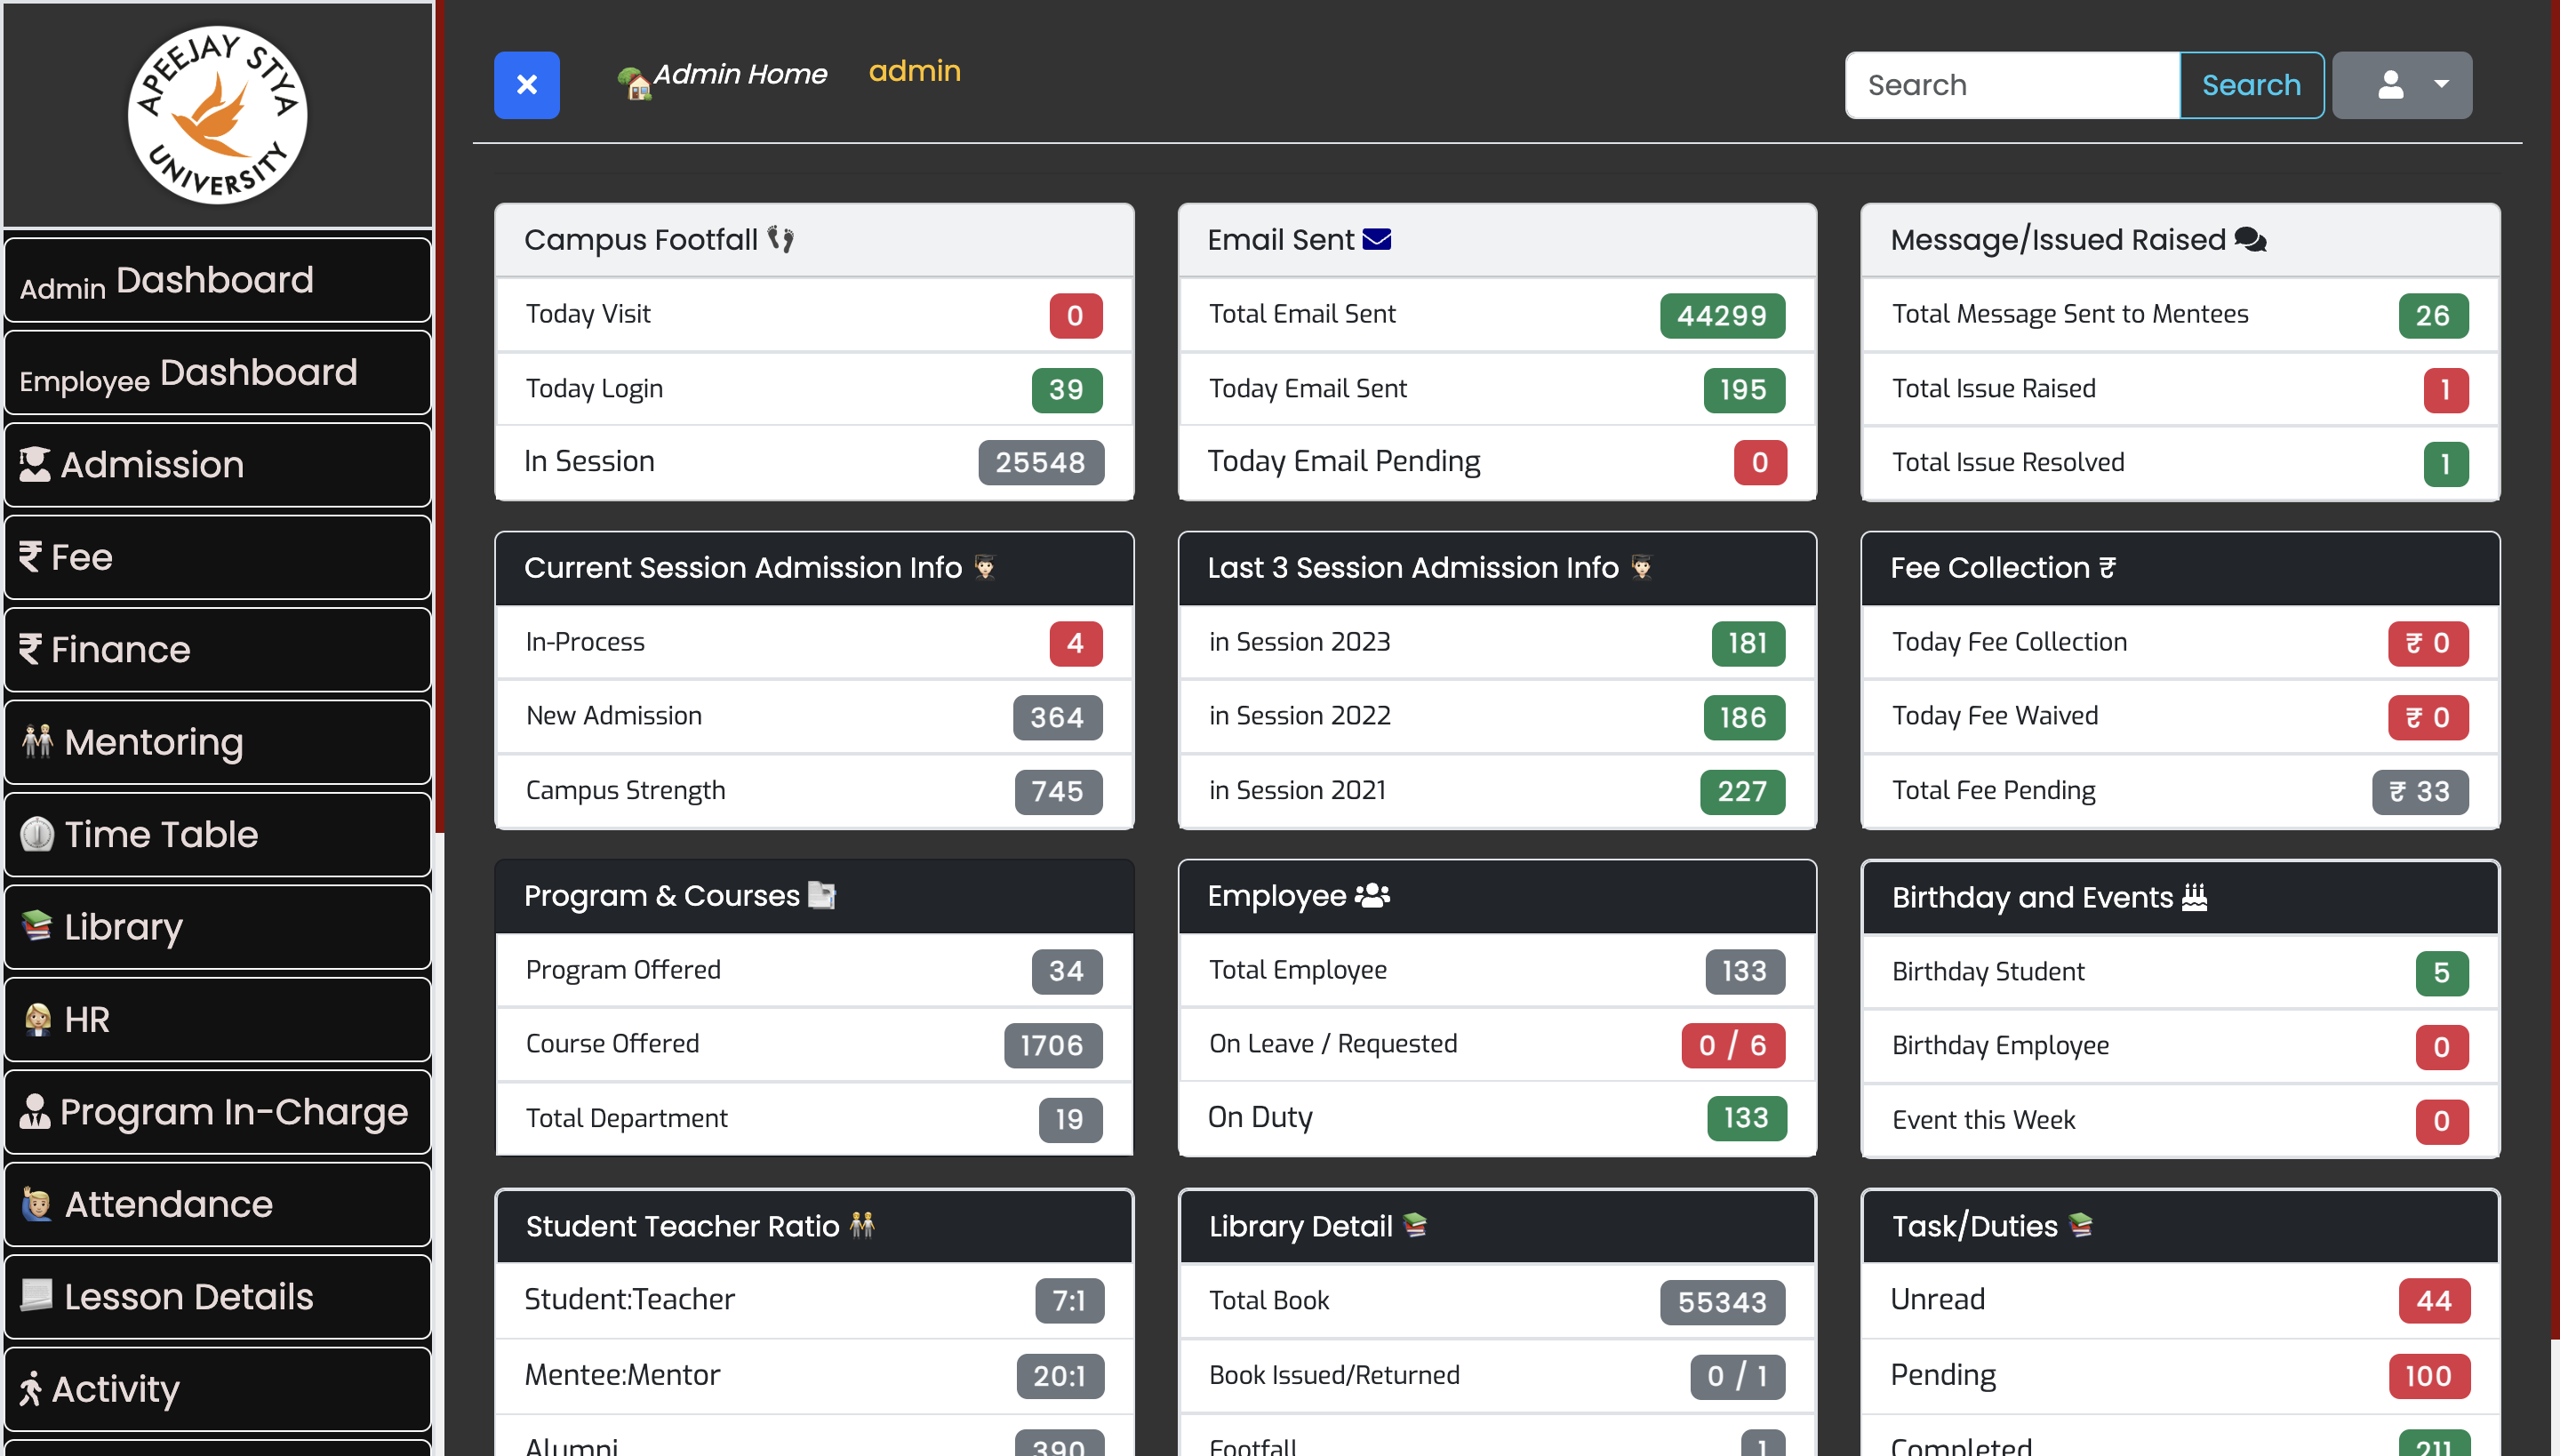 APEEJAY STYA
UNIVERSITY
Admin Dashboard
Employee Dashboard
Admission
₹ Fee
₹ Finance
Mentoring
Time Table
Library
HR
Program In-Charge
Attendance
Lesson Details
Activity
Admin Home admin
Search Search
Campus Footfall
Today Visit 0
Today Login 39
In Session 25548
Email Sent
Total Email Sent 44299
Today Email Sent 195
Today Email Pending 0
Message/Issued Raised
Total Message Sent to Mentees 26
Total Issue Raised 1
Total Issue Resolved 1
Current Session Admission Info
In-Process 4
New Admission 364
Campus Strength 745
Last 3 Session Admission Info
in Session 2023 181
in Session 2022 186
in Session 2021 227
Fee Collection ₹
Today Fee Collection ₹ 0
Today Fee Waived ₹ 0
Total Fee Pending ₹ 33
Program & Courses
Program Offered 34
Course Offered 1706
Total Department 19
Employee
Total Employee 133
On Leave / Requested 0 / 6
On Duty 133
Birthday and Events
Birthday Student 5
Birthday Employee 0
Event this Week 0
Student Teacher Ratio
Student:Teacher 7:1
Mentee:Mentor 20:1
Alumni 390
Library Detail
Total Book 55343
Book Issued/Returned 0 / 1
Footfall 1
Task/Duties
Unread 44
Pending 100
Completed 211